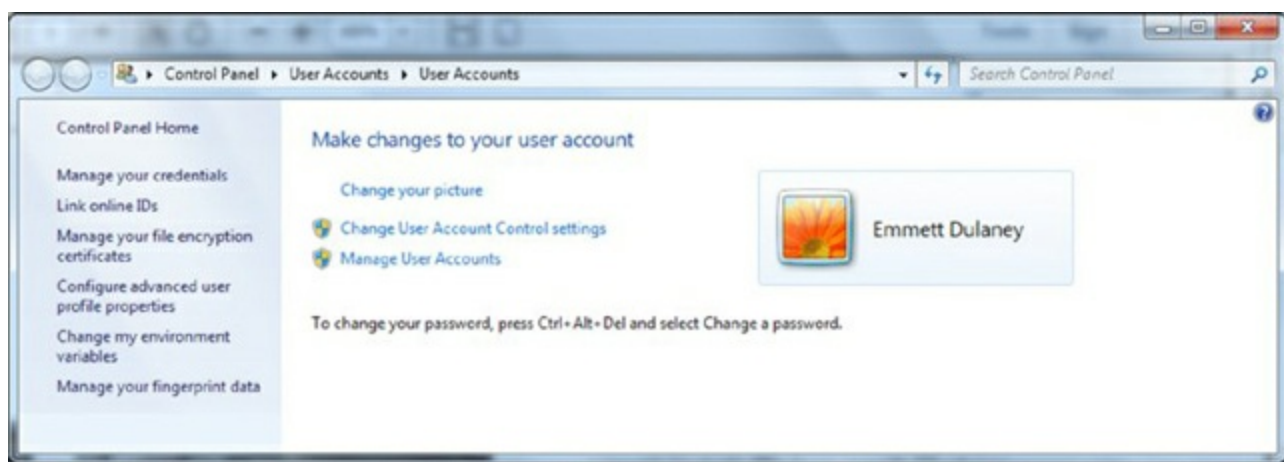 Control Panel User Accounts User Accounts
Search Control Panel
Control Panel Home
Manage your credentials
Link online IDs
Manage your file encryption
certificates
Configure advanced user
profile properties
Change my environment
variables
Manage your fingerprint data
Make changes to your user account
Change your picture
Change User Account Control settings
Manage User Accounts
To change your password, press Ctrl+Alt+Del and select Change a password.
Emmett Dulaney